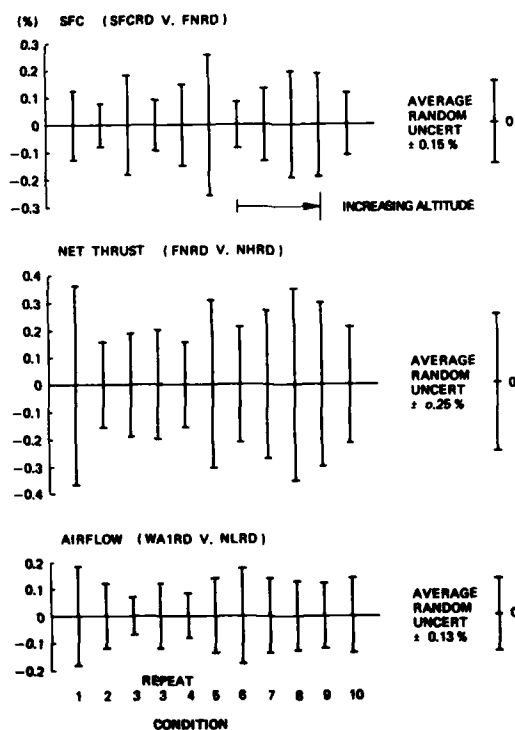 (%) SFC (SFCRD V. FNRD)
0.3
0.2
0.1
0
-0.1
-0.2
-0.3
AVERAGE
RANDOM
UNCERT
± 0.15 %
0
INCREASING ALTITUDE
NET THRUST (FNRD V. NHRD)
0.4
0.3
0.2
0.1
0
-0.1
-0.2
-0.3
-0.4
AVERAGE
RANDOM
UNCERT
± 0.25 %
0
AIRFLOW (WA1RD V. NLRD)
0.2
0.1
0
-0.1
-0.2
AVERAGE
RANDOM
UNCERT
± 0.13 %
0
REPEAT
1 2 3 3 4 5 6 7 8 9 10
CONDITION